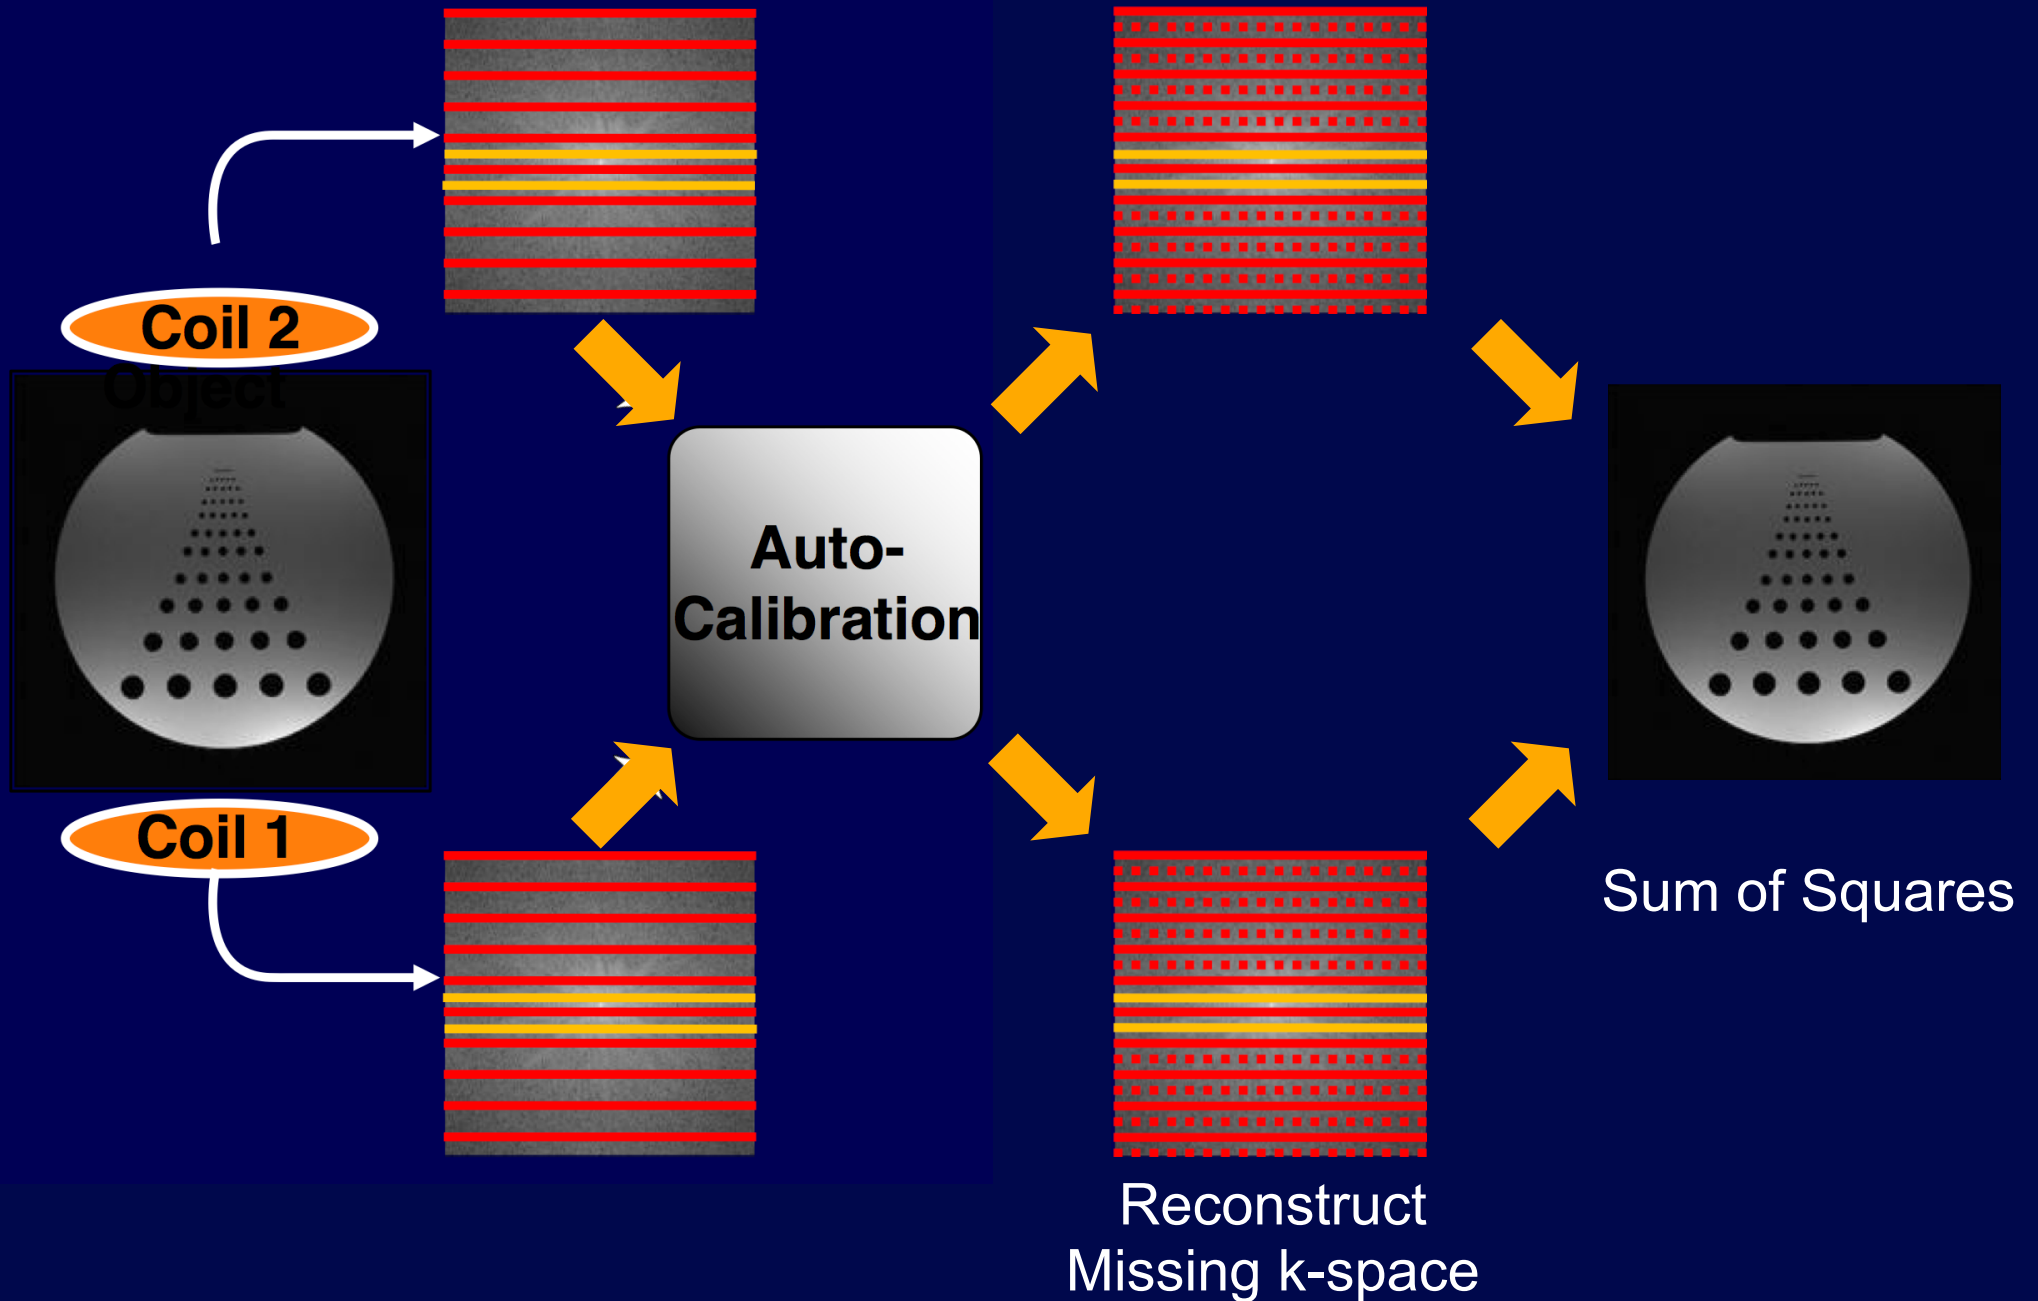 Coil 2
Object
Auto-
Calibration
Coil 1
Sum of Squares
Reconstruct
Missing k-space